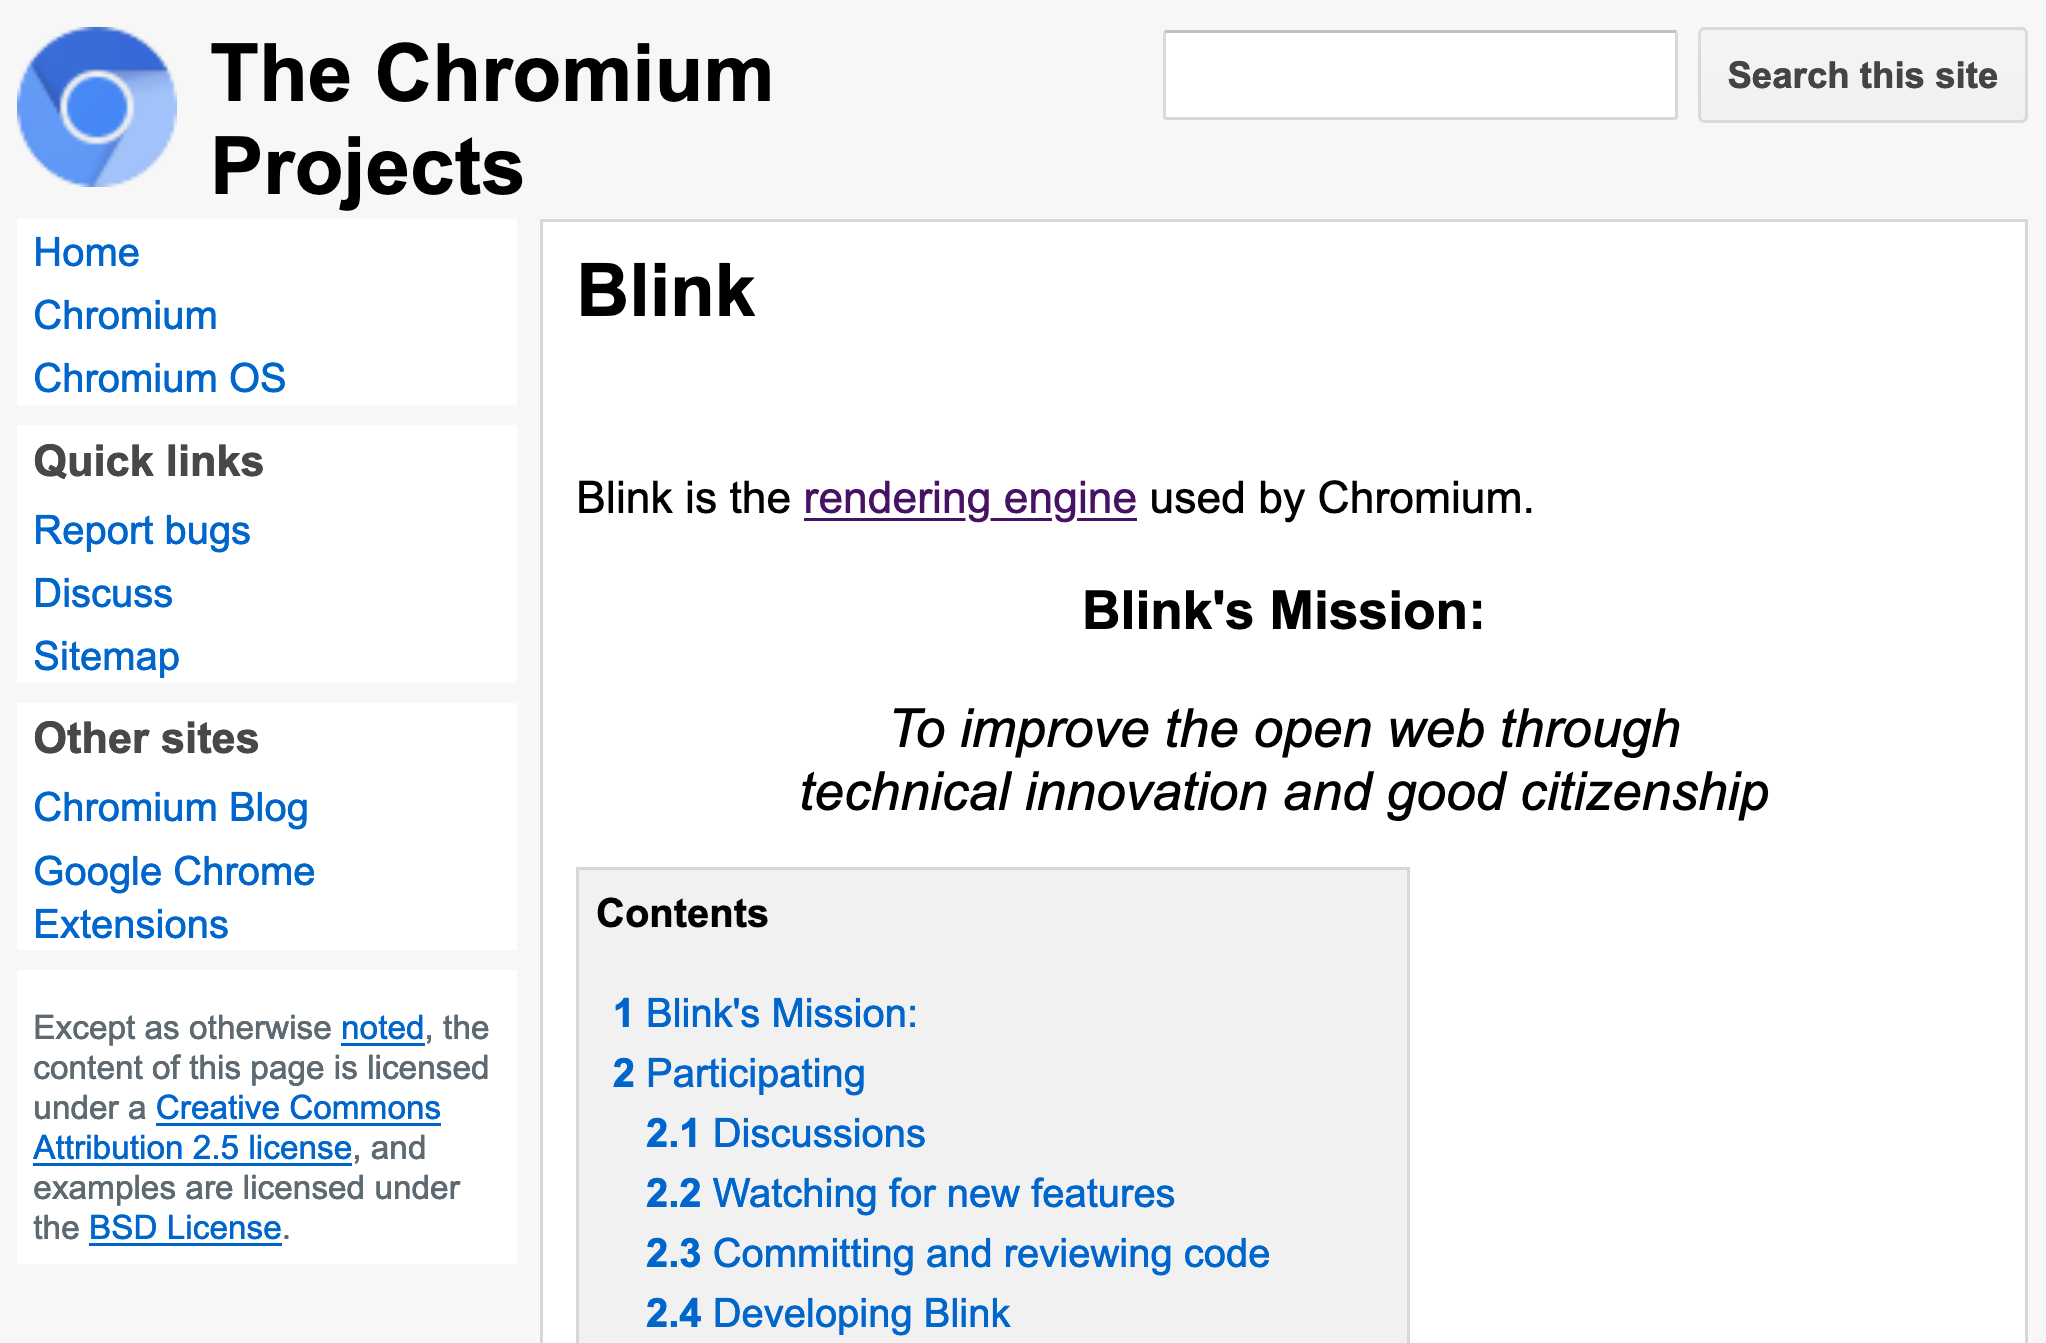 The Chromium
Projects
Search this site
Home
Chromium
Chromium OS
Quick links
Report bugs
Discuss
Sitemap
Other sites
Chromium Blog
Google Chrome
Extensions
Except as otherwise noted, the
content of this page is licensed
under a Creative Commons
Attribution 2.5 license, and
examples are licensed under
the BSD License.
Blink
Blink is the rendering engine used by Chromium.
Blink's Mission:
To improve the open web through
technical innovation and good citizenship
Contents
1 Blink's Mission:
2 Participating
2.1 Discussions
2.2 Watching for new features
2.3 Committing and reviewing code
2.4 Developing Blink